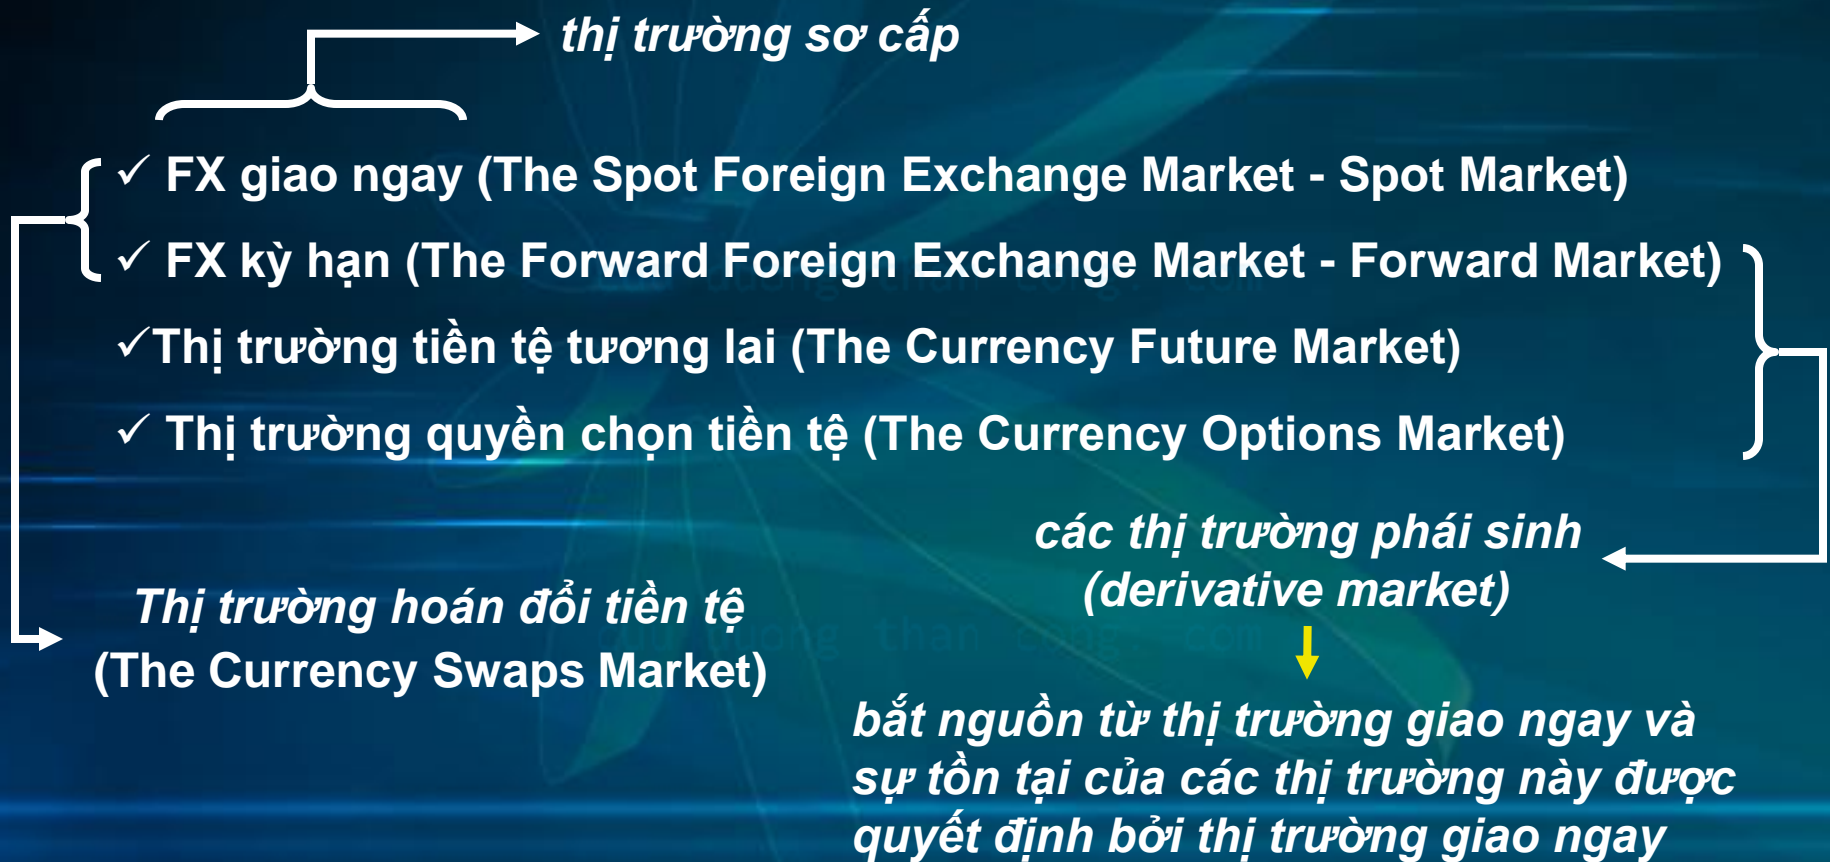 thị trường sơ cấp
✓ FX giao ngay (The Spot Foreign Exchange Market - Spot Market)
✓ FX kỳ hạn (The Forward Foreign Exchange Market - Forward Market)
✓Thị trường tiền tệ tương lai (The Currency Future Market)
✓ Thị trường quyền chọn tiền tệ (The Currency Options Market)
các thị trường phái sinh
(derivative market)
Thị trường hoán đổi tiền tệ
(The Currency Swaps Market)
bắt nguồn từ thị trường giao ngay và
sự tồn tại của các thị trường này được
quyết định bởi thị trường giao ngay